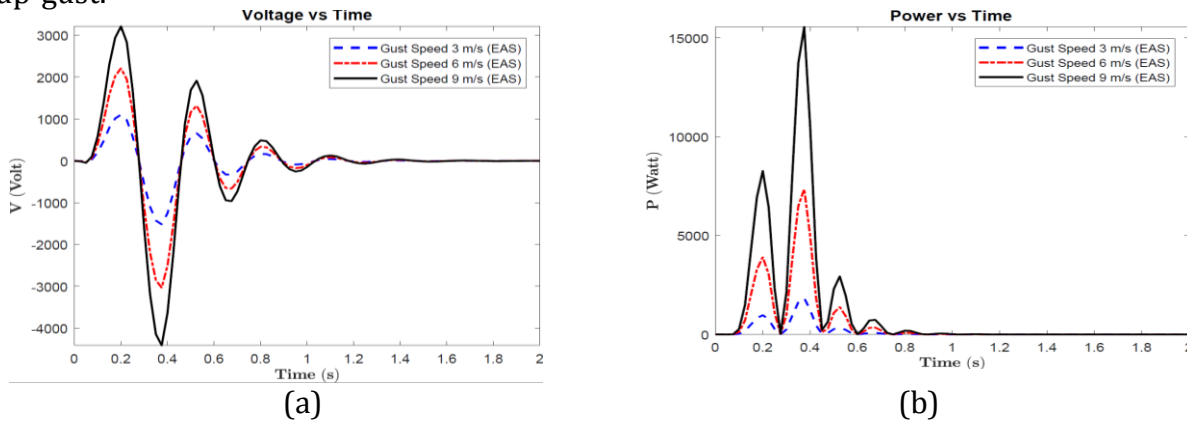 gust.
Voltage vs Time
3000
2000
1000
0
-1000
-2000
-3000
-4000
V (Volt)
Gust Speed 3 m/s (EAS)
Gust Speed 6 m/s (EAS)
Gust Speed 9 m/s (EAS)
0 0.2 0.4 0.6 0.8 1 1.2 1.4 1.6 1.8 2
Time (s)
(a)
Power vs Time
15000
10000
5000
0
P (Watt)
Gust Speed 3 m/s (EAS)
Gust Speed 6 m/s (EAS)
Gust Speed 9 m/s (EAS)
0 0.2 0.4 0.6 0.8 1 1.2 1.4 1.6 1.8 2
Time (s)
(b)